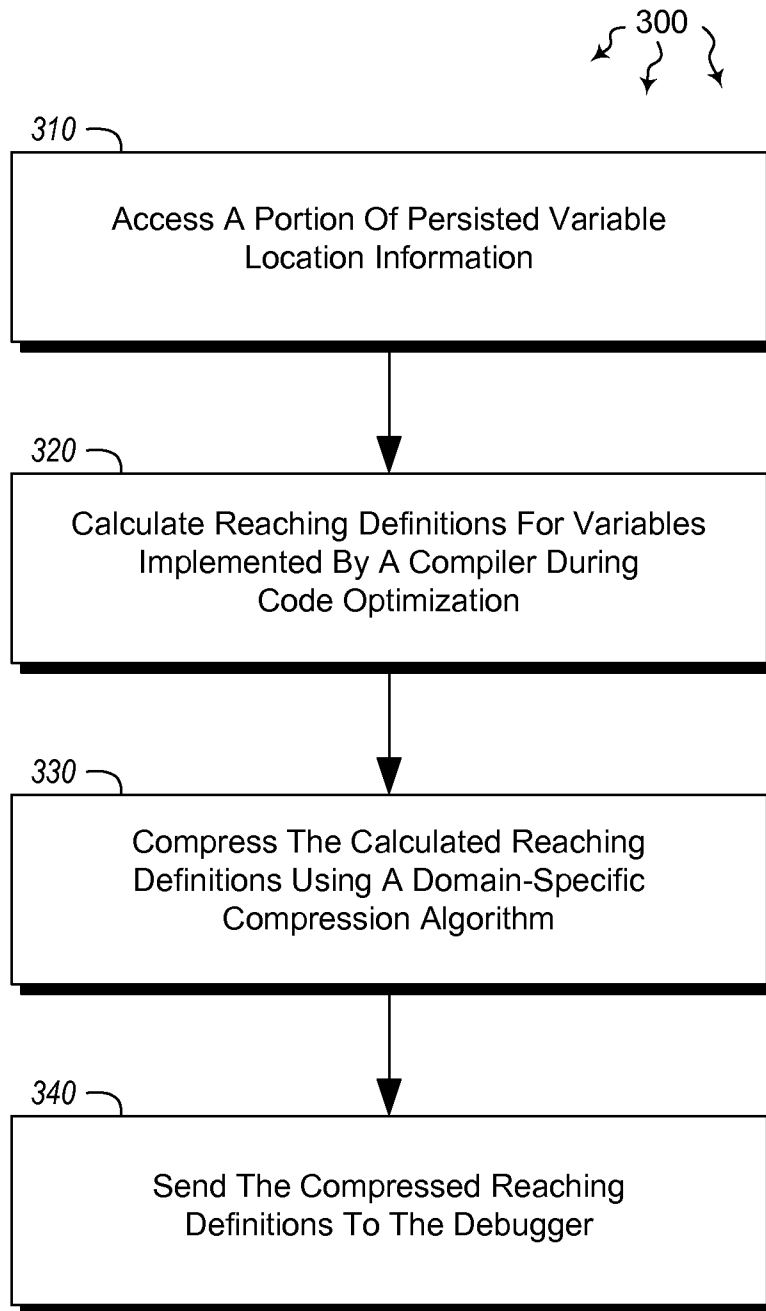 300
310
Access A Portion Of Persisted Variable
Location Information
320
Calculate Reaching Definitions For Variables
Implemented By A Compiler During
Code Optimization
330
Compress The Calculated Reaching
Definitions Using A Domain-Specific
Compression Algorithm
340
Send The Compressed Reaching
Definitions To The Debugger